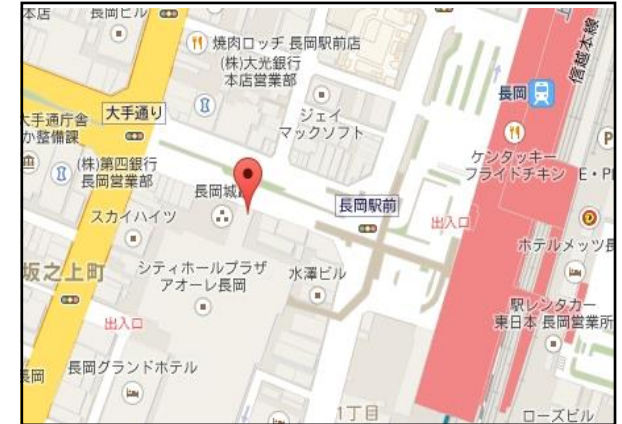 本店
長岡ビル
焼肉ロッヂ 長岡駅前店
(株)大光銀行
本店営業部
信越本線
長岡
大手通り
大手通庁舎
か整備課
ジェイ
マックソフト
ケンタッキー
フライドチキン
P
E・P
(株)第四銀行
長岡営業部
長岡城
長岡駅前
出入口
スカイハイツ
ホテルメッツ長
坂之上町
シティホールプラザ
アオーレ長岡
水澤ビル
駅レンタカー
東日本 長岡営業所
出入口
長岡
長岡グランドホテル
1丁目
ローズビル